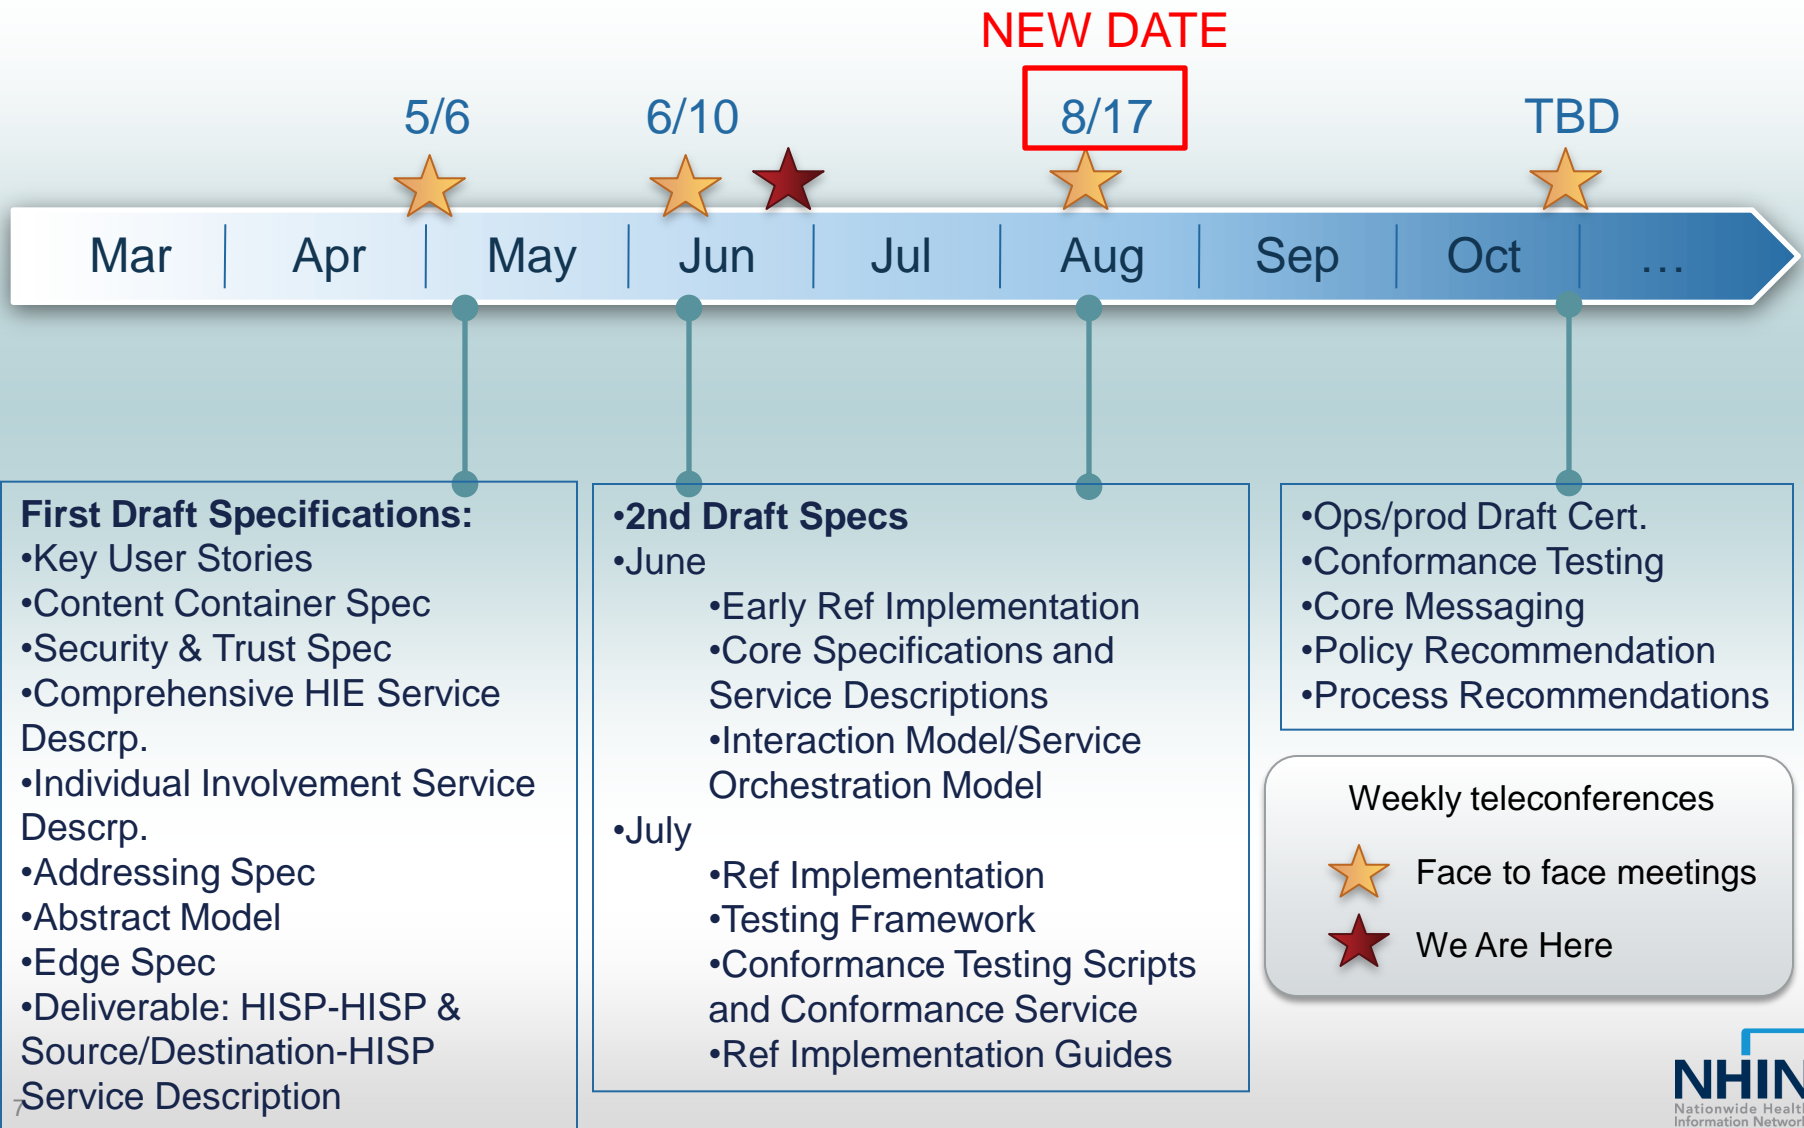 NEW DATE
5/6
6/10
8/17
TBD
Mar
Apr
May
Jun
Jul
Aug
Sep
Oct
…
First Draft Specifications:
•Key User Stories
•Content Container Spec
•Security & Trust Spec
•Comprehensive HIE Service
Descrp.
•Individual Involvement Service
Descrp.
•Addressing Spec
•Abstract Model
•Edge Spec
•Deliverable: HISP-HISP &
Source/Destination-HISP
Service Description
•2nd Draft Specs
•June
•Early Ref Implementation
•Core Specifications and
Service Descriptions
•Interaction Model/Service
Orchestration Model
•July
•Ref Implementation
•Testing Framework
•Conformance Testing Scripts
and Conformance Service
•Ref Implementation Guides
•Ops/prod Draft Cert.
•Conformance Testing
•Core Messaging
•Policy Recommendation
•Process Recommendations
Weekly teleconferences
Face to face meetings
We Are Here
7
NHIN
Nationwide Health
Information Network